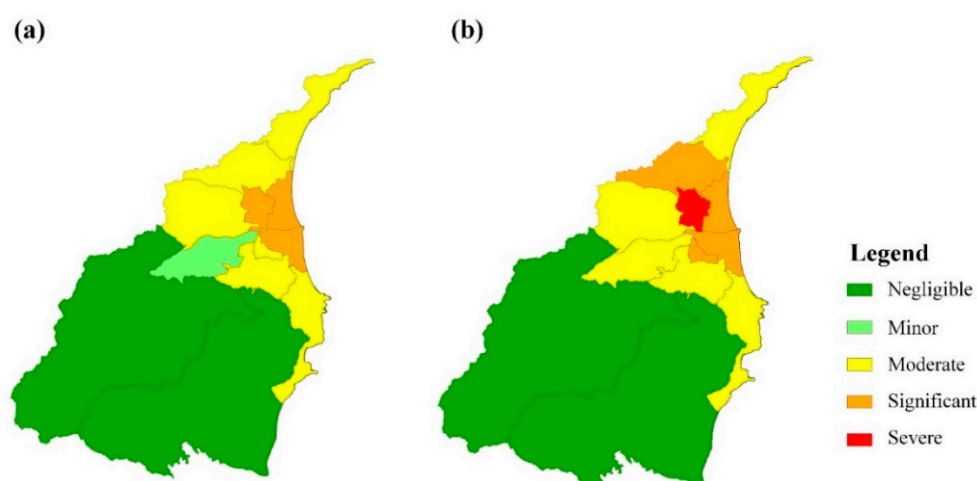 (a)
(b)
Legend
Negligible
Minor
Moderate
Significant
Severe